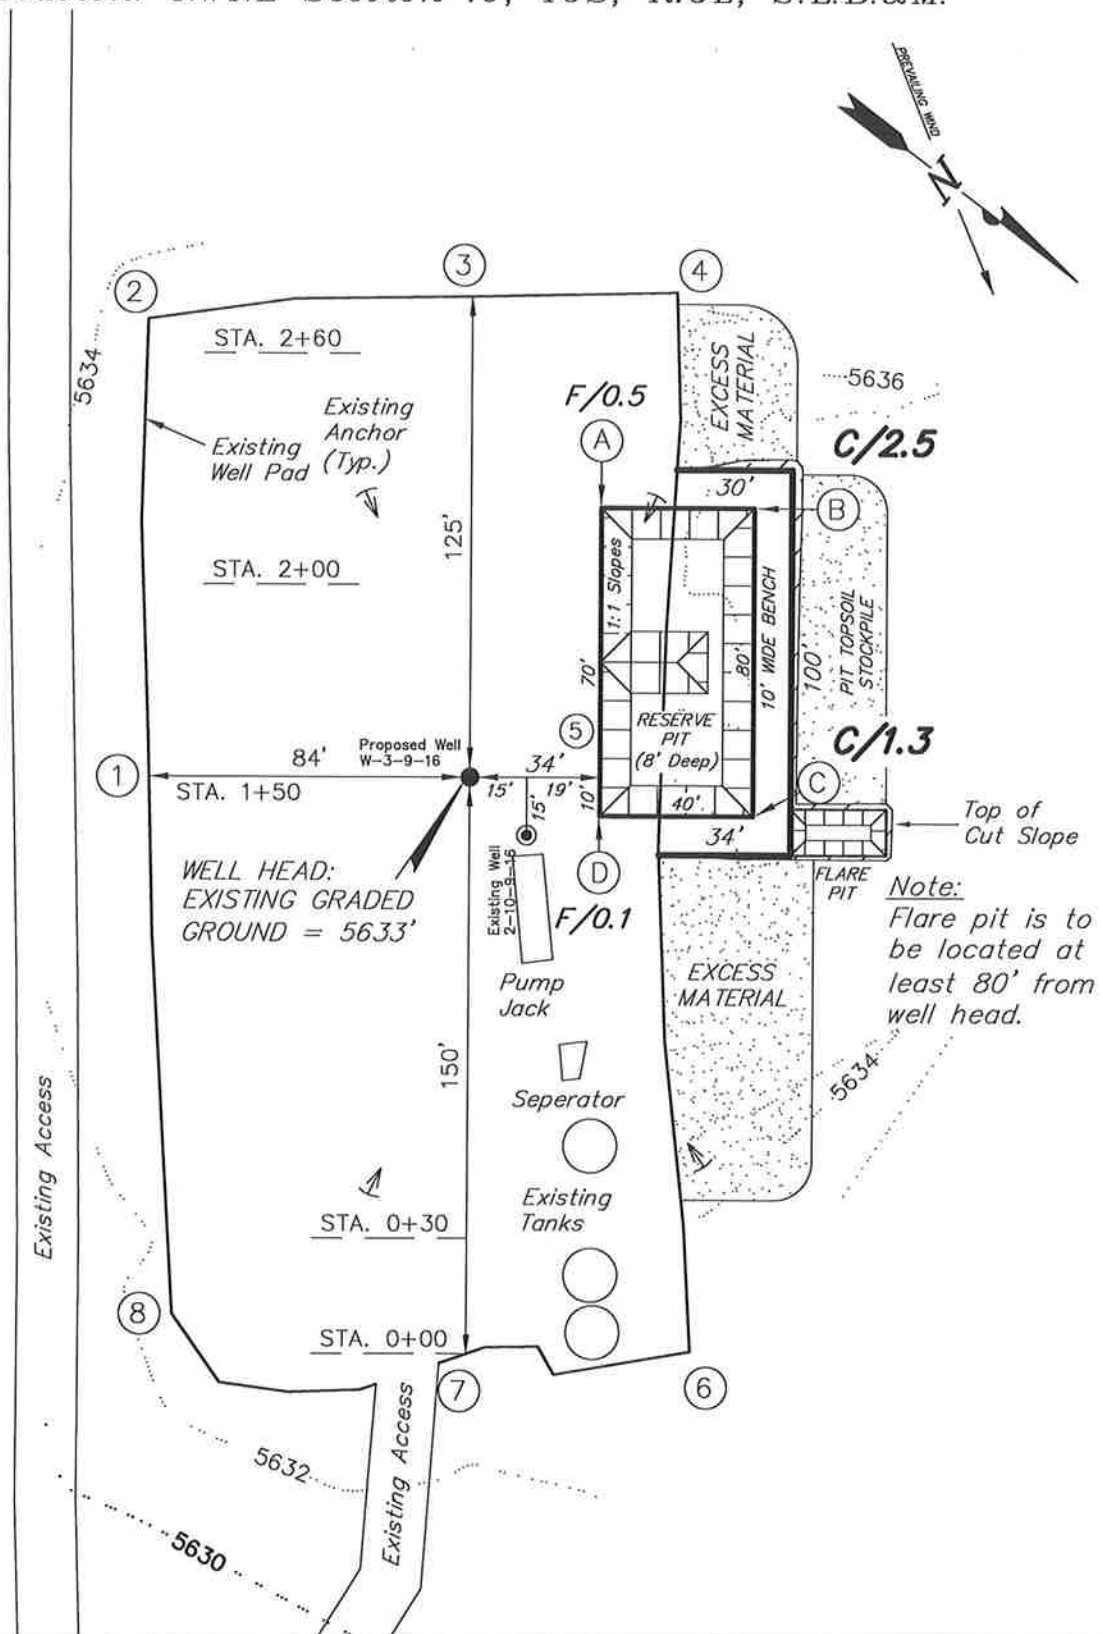 Section 10, T9S, R16E, S.L.B.&M.
PREVAILING WIND
N
3
4
2
STA. 2+60
5634
EXCESS
MATERIAL
5636
F/0.5
Existing
Anchor
(Typ.)
Existing
Well Pad
A
C/2.5
30'
B
125'
1:1 Slopes
STA. 2+00
10' WIDE BENCH
PIT TOPSOIL
STOCKPILE
100'
80'
70'
RESERVE
PIT
(8' Deep)
5
C/1.3
Proposed Well
W-3-9-16
84'
34'
1
STA. 1+50
15'
19'
15'
10'
40'
C
34'
Top of
Cut Slope
WELL HEAD:
EXISTING GRADED
GROUND = 5633'
Existing Well
2-10-9-16
D
F/0.1
FLARE
PIT
Note:
Flare pit is to
be located at
least 80' from
well head.
Pump
Jack
EXCESS
MATERIAL
150'
5634
Seperator
Existing Access
Existing
Tanks
STA. 0+30
8
STA. 0+00
7
6
Existing Access
5632
5630